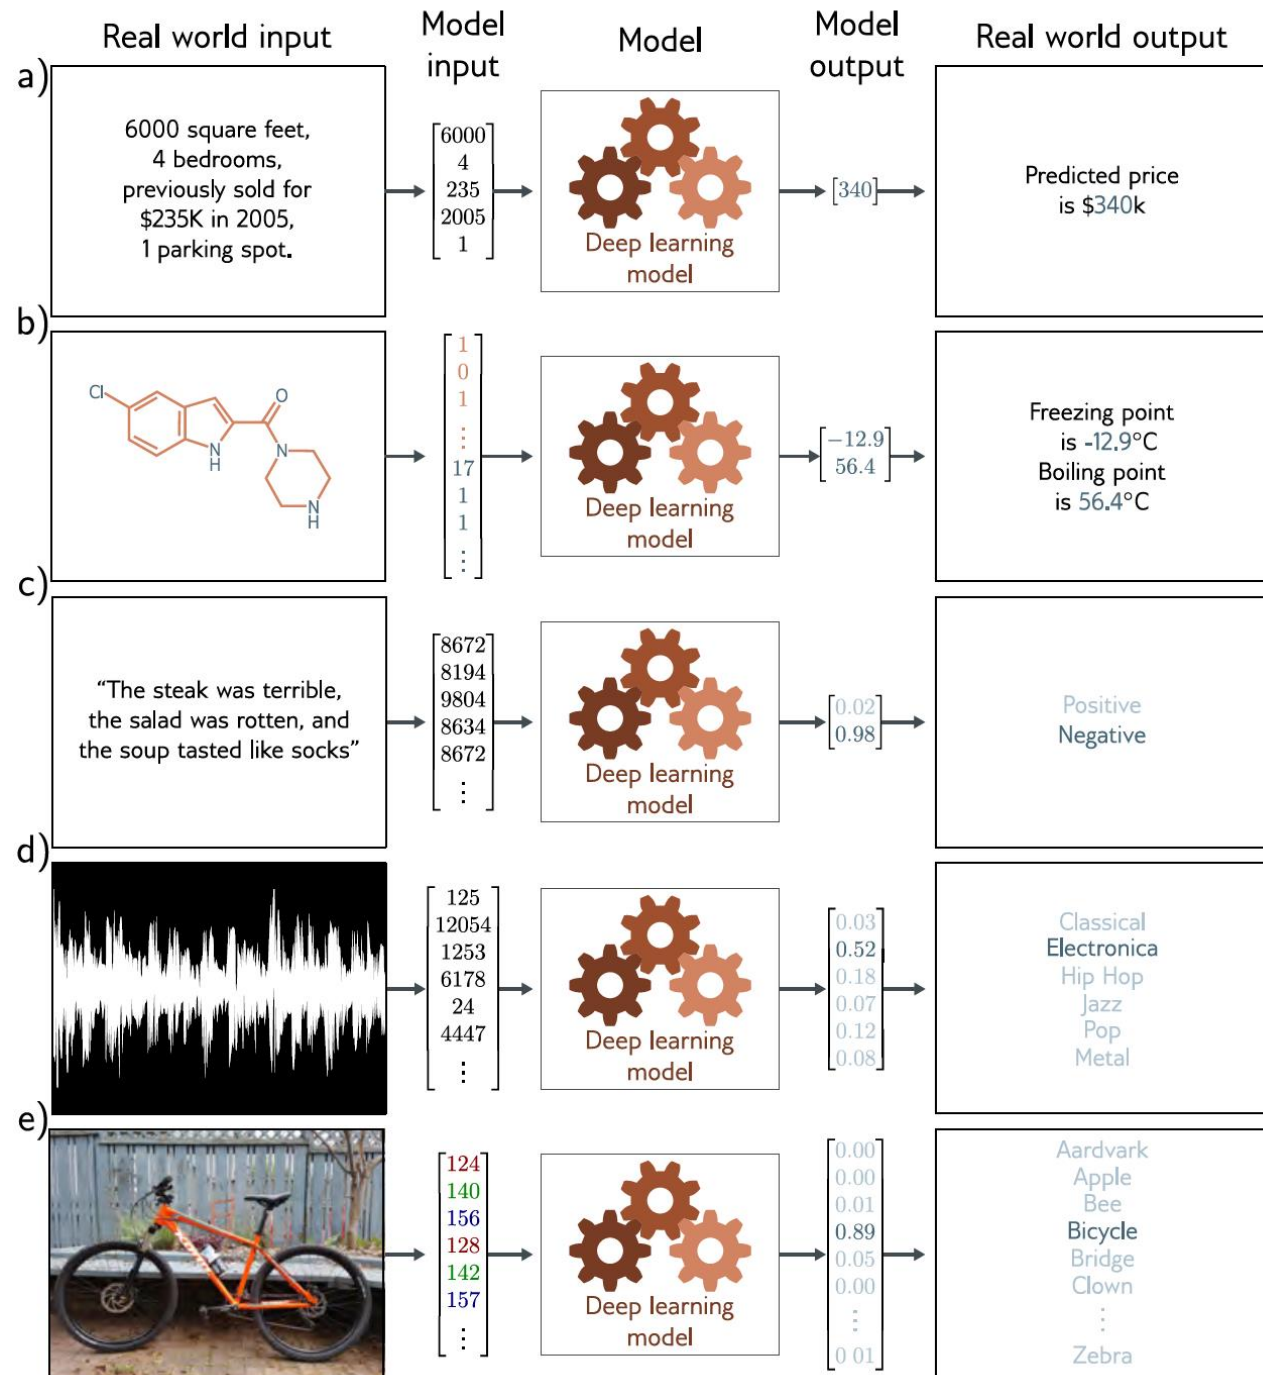 Real world input
Model
input
Model
Model
output
Real world output
a)
6000 square feet,
4 bedrooms,
previously sold for
$235K in 2005,
1 parking spot.
6000
4
235
2005
1
Deep learning
model
[340]
Predicted price
is $340k
b)
Cl
O
N
H
N
N
H
1
0
1
⋮
17
1
1
⋮
Deep learning
model
−12.9
56.4
Freezing point
is -12.9°C
Boiling point
is 56.4°C
c)
“The steak was terrible,
the salad was rotten, and
the soup tasted like socks”
8672
8194
9804
8634
8672
⋮
Deep learning
model
0.02
0.98
Positive
Negative
d)
125
12054
1253
6178
24
4447
⋮
Deep learning
model
0.03
0.52
0.18
0.07
0.12
0.08
Classical
Electronica
Hip Hop
Jazz
Pop
Metal
e)
124
140
156
128
142
157
⋮
Deep learning
model
0.00
0.00
0.01
0.89
0.05
0.00
⋮
0 01
Aardvark
Apple
Bee
Bicycle
Bridge
Clown
⋮
Zebra